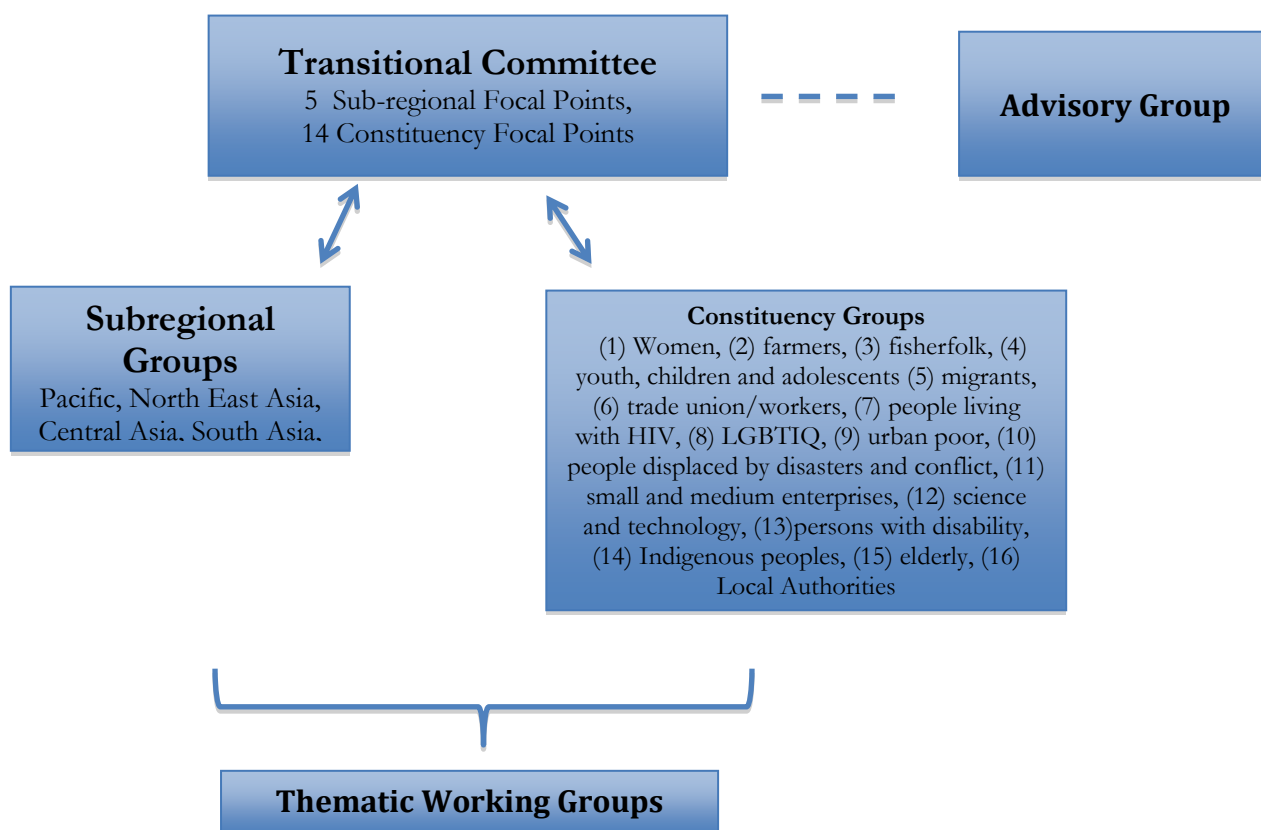 Transitional Committee
5 Sub-regional Focal Points,
14 Constituency Focal Points
Advisory Group
Subregional
Groups
Pacific, North East Asia,
Central Asia, South Asia,
Constituency Groups
(1) Women, (2) farmers, (3) fisherfolk, (4)
youth, children and adolescents (5) migrants,
(6) trade union/workers, (7) people living
with HIV, (8) LGBTIQ, (9) urban poor, (10)
people displaced by disasters and conflict, (11)
small and medium enterprises, (12) science
and technology, (13)persons with disability,
(14) Indigenous peoples, (15) elderly, (16)
Local Authorities
Thematic Working Groups